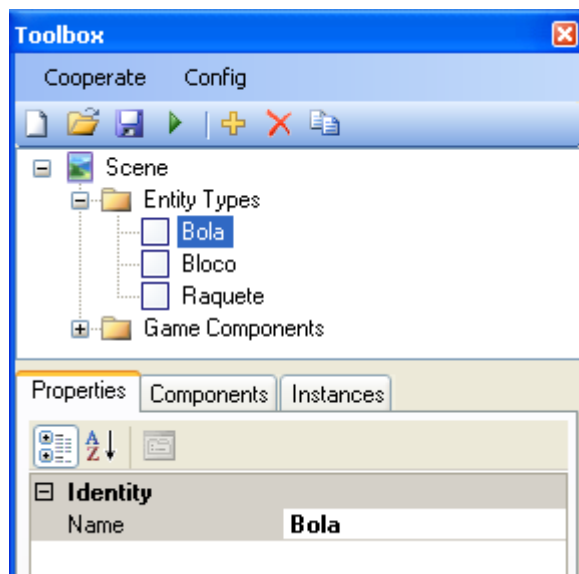 Toolbox
Cooperate Config
Scene
Entity Types
Bola
Bloco
Raquete
Game Components
Properties Components Instances
Identity
Name Bola